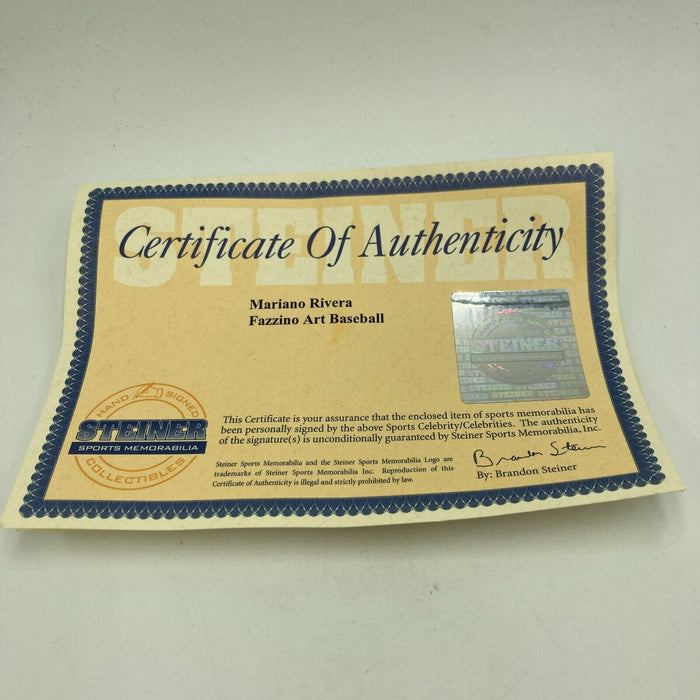 STEINER
Certificate Of Authenticity
Mariano Rivera
Fazzino Art Baseball
STEINER
HAND SIGNED
STEINER
SPORTS MEMORABILIA
COLLECTIBLES
This Certificate is your assurance that the enclosed item of sports memorabilia has
been personally signed by the above Sports Celebrity/Celebrities. The authenticity
of the signature(s) is unconditionally guaranteed by Steiner Sports Memorabilia, Inc.
Steiner Sports Memorabilia and the Steiner Sports Memorabilia Logo are
trademarks of Steiner Sports Memorabilia Inc. Reproduction of this
Certificate of Authenticity is illegal and strictly prohibited by law.
Brandon Steiner
By: Brandon Steiner